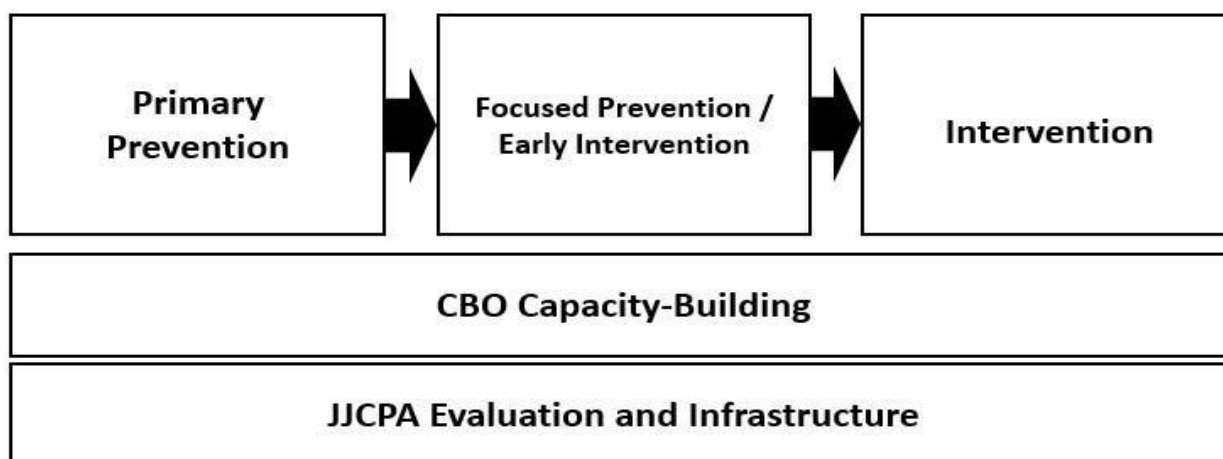 Primary
Prevention
Focused Prevention /
Early Intervention
Intervention
CBO Capacity-Building
JJCPA Evaluation and Infrastructure